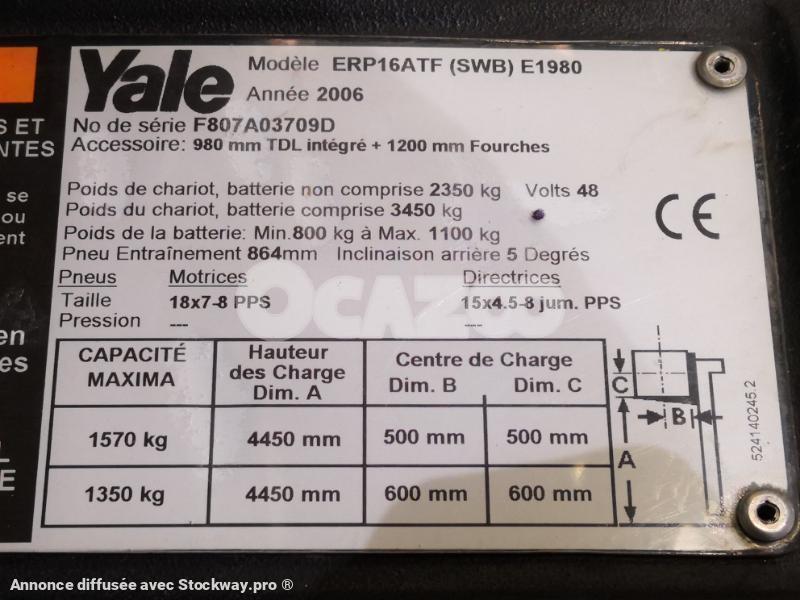 Yale
Modèle ERP16ATF (SWB) E1980
Année 2006
No de série F807A03709D
Accessoire: 980 mm TDL intégré + 1200 mm Fourches
Poids de chariot, batterie non comprise 2350 kg Volts 48
Poids du chariot, batterie comprise 3450 kg
Poids de la batterie: Min.800 kg à Max. 1100 kg
Pneu Entraînement 864mm Inclinaison arrière 5 Degrés
Pneus Motrices Directrices
Taille 18x7-8 PPS 15x4.5-8 jum. PPS
Pression --- ---
CE
OCAZOO
CAPACITÉ MAXIMA
Hauteur des Charge Dim. A
Centre de Charge
Dim. B Dim. C
1570 kg 4450 mm 500 mm 500 mm
1350 kg 4450 mm 600 mm 600 mm
C
B
A
524140245.2
S ET
NTES
se
ou
ent
en
es
L
E
Annonce diffusée avec Stockway.pro ®